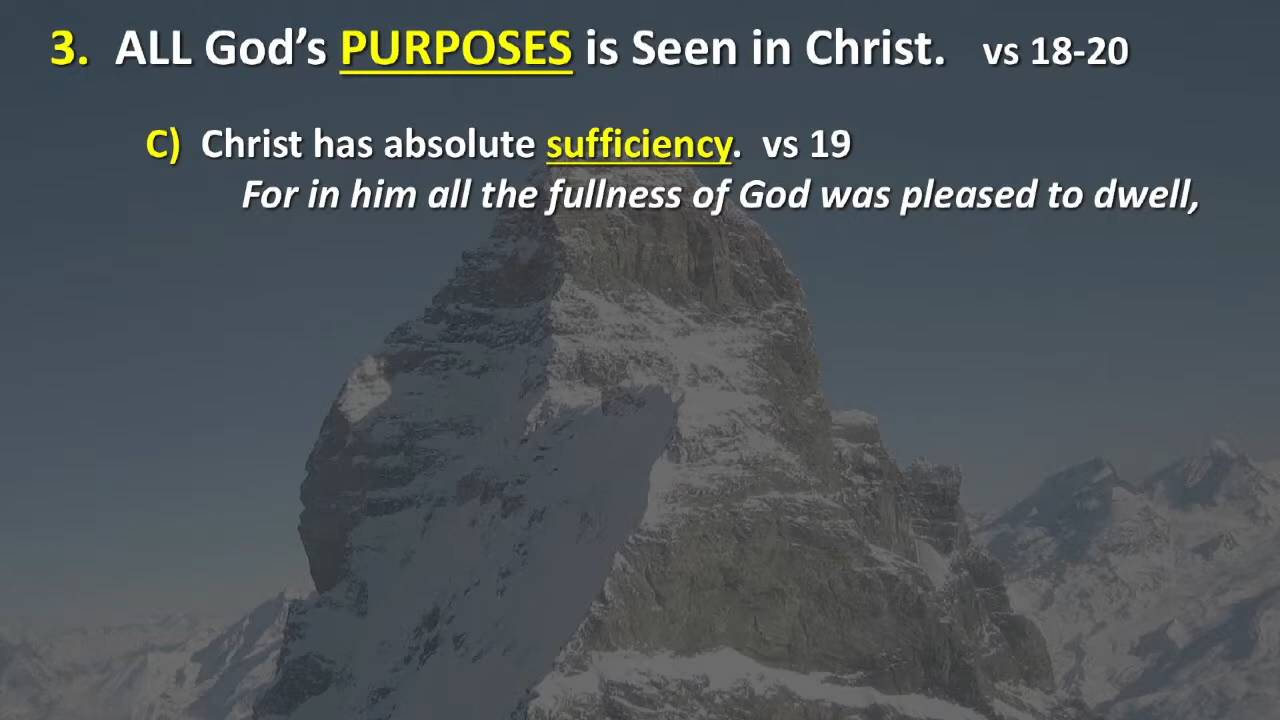 3. ALL God's PURPOSES is Seen in Christ. vs 18-20
C) Christ has absolute sufficiency. vs 19
For in him all the fullness of God was pleased to dwell,